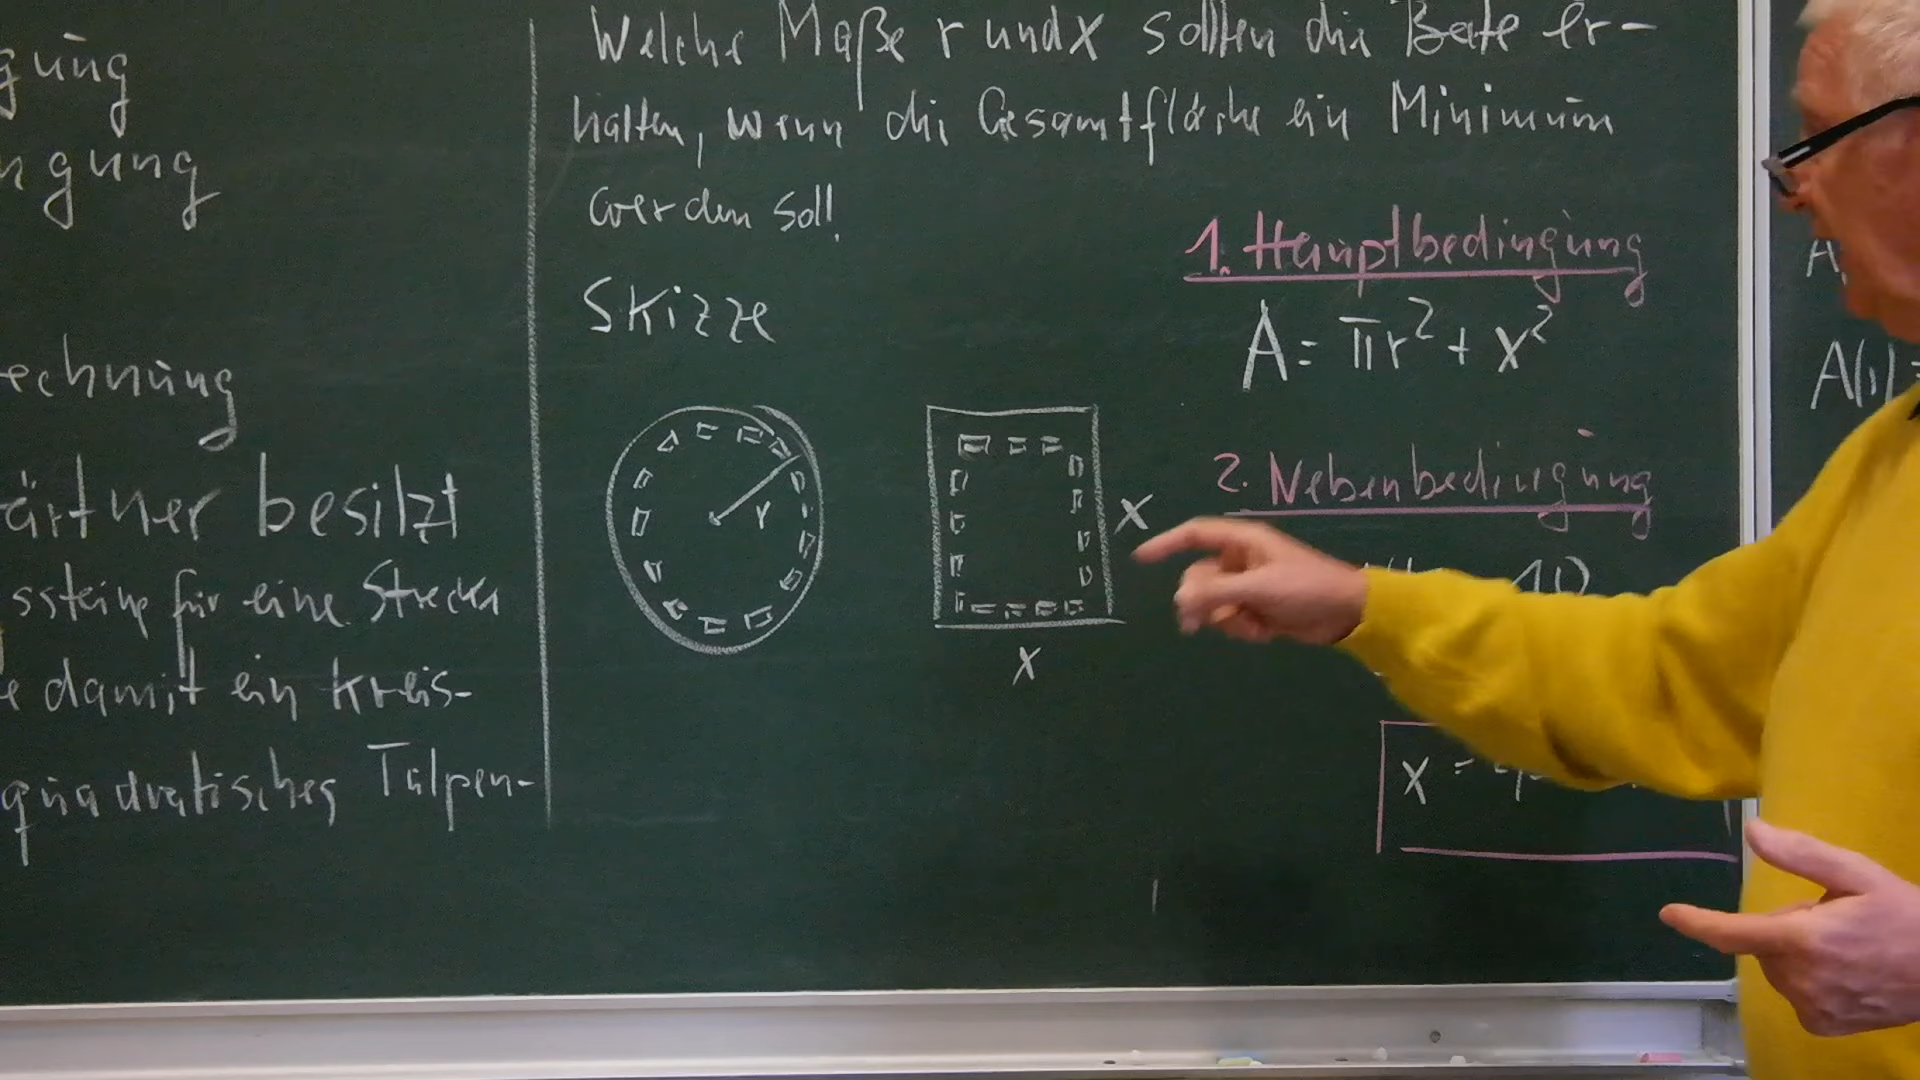 gung
ngung
echnung
ärtner besitzt
ssteine für eine Strecke
e damit ein kreis-
quadratisches Tulpen-
Welche Maße r und x sollten die Beete er-
halten, wenn die Gesamtfläche ein Minimum
werden soll!
Skizze
r
x
x
1. Hauptbedingung
A = πr² + x²
2. Nebenbedingung
x =